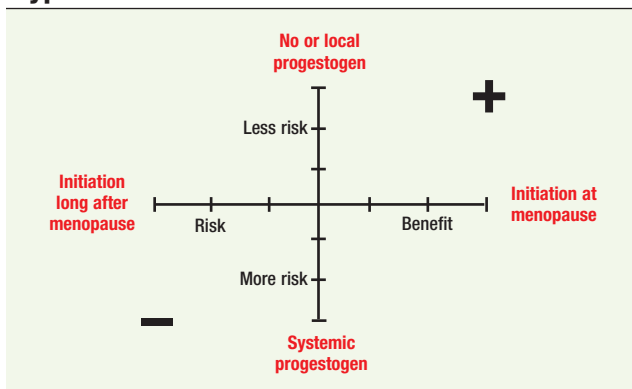 No or local
progestogen
Less risk
Initiation
long after
menopause
Risk
Benefit
Initiation at
menopause
More risk
Systemic
progestogen